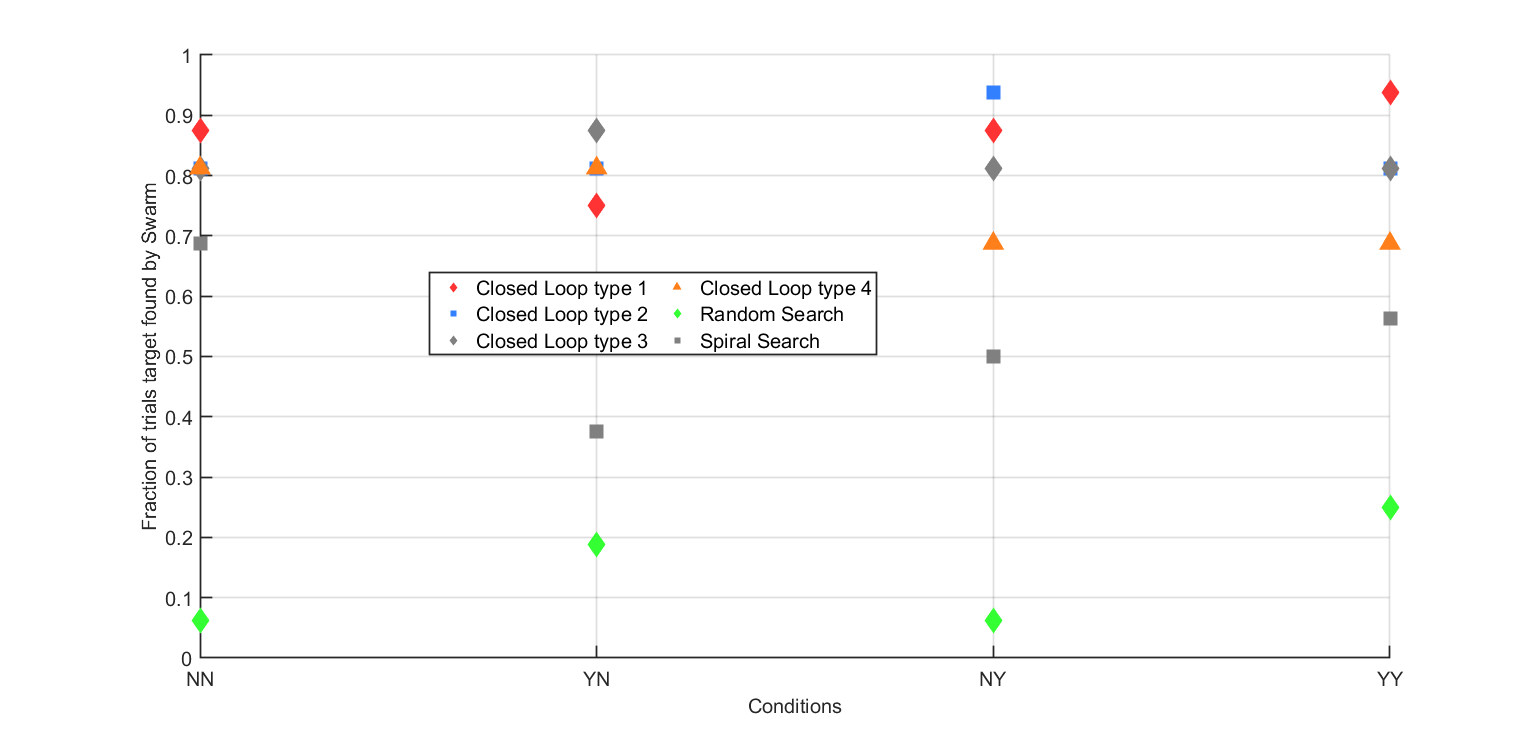 1
0.9
0.8
0.7
0.6
0.5
0.4
0.3
0.2
0.1
0
Fraction of trials target found by Swarm
Closed Loop type 1
Closed Loop type 2
Closed Loop type 3
Closed Loop type 4
Random Search
Spiral Search
NN YN NY YY
Conditions